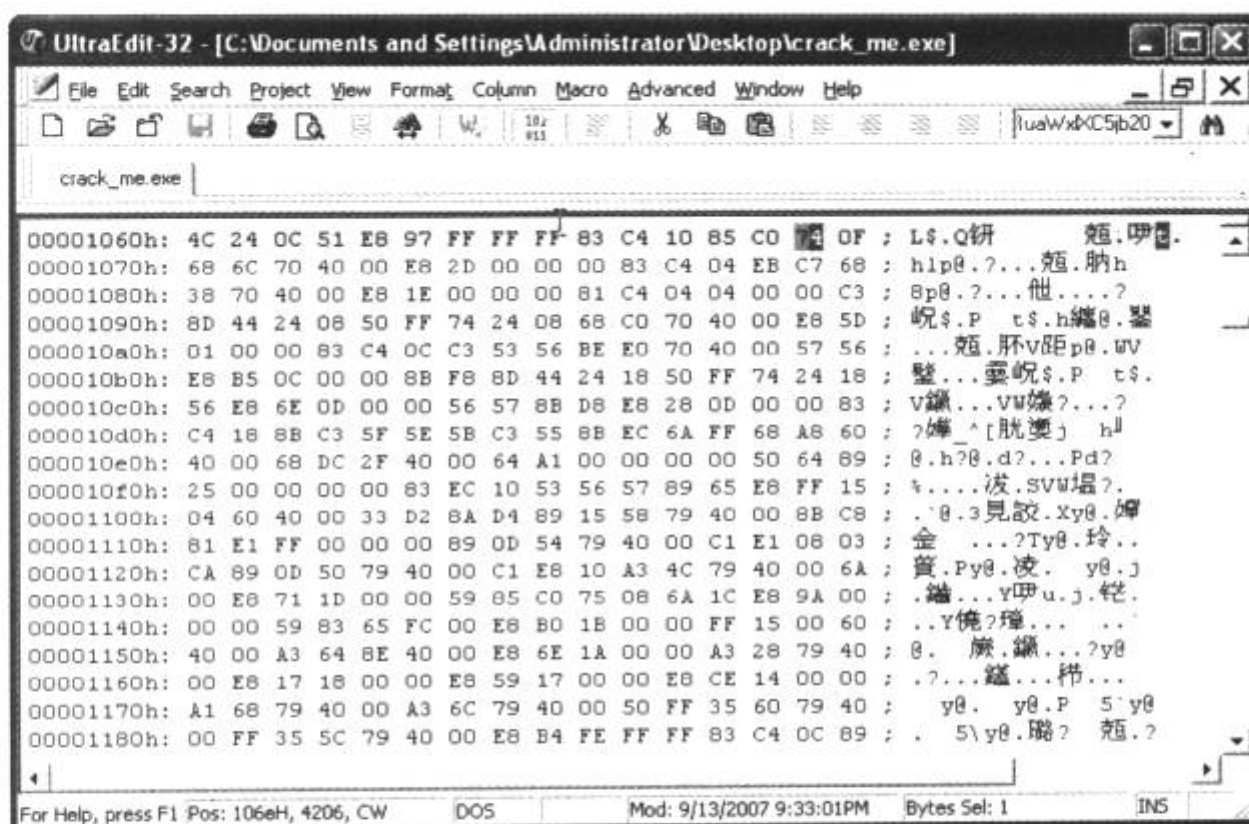 UltraEdit-32 - [C:\Documents and Settings\Administrator\Desktop\crack_me.exe]
File Edit Search Project View Format Column Macro Advanced Window Help
crack_me.exe
00001060h: 4C 24 0C 51 E8 97 FF FF FF 83 C4 10 85 C0 74 0F ; L$.Q
00001070h: 68 6C 70 40 00 E8 2D 00 00 00 83 C4 04 EB C7 68 ; hlp@.?...
00001080h: 38 70 40 00 E8 1E 00 00 00 81 C4 04 04 00 00 C3 ; 8p@.?...
00001090h: 8D 44 24 08 50 FF 74 24 08 68 C0 70 40 00 E8 5D ;
000010a0h: 01 00 00 83 C4 0C C3 53 56 BE E0 70 40 00 57 56 ;
000010b0h: E8 B5 0C 00 00 8B F8 8D 44 24 18 50 FF 74 24 18 ;
000010c0h: 56 E8 6E 0D 00 00 56 57 8B D8 E8 28 0D 00 00 83 ;
000010d0h: C4 18 8B C3 5F 5E 5B C3 55 8B EC 6A FF 68 A8 60 ;
000010e0h: 40 00 68 DC 2F 40 00 64 A1 00 00 00 00 50 64 89 ; @.h?@.d?...Pd?
000010f0h: 25 00 00 00 00 83 EC 10 53 56 57 89 65 E8 FF 15 ;
00001100h: 04 60 40 00 33 D2 8A D4 89 15 58 79 40 00 8B C8 ;
00001110h: 81 E1 FF 00 00 00 89 0D 54 79 40 00 C1 E1 08 03 ;
00001120h: CA 89 0D 50 79 40 00 C1 E8 10 A3 4C 79 40 00 6A ;
00001130h: 00 E8 71 1D 00 00 59 85 C0 75 08 6A 1C E8 9A 00 ;
00001140h: 00 00 59 83 65 FC 00 E8 B0 1B 00 00 FF 15 00 60 ;
00001150h: 40 00 A3 64 8E 40 00 E8 6E 1A 00 00 A3 28 79 40 ;
00001160h: 00 E8 17 18 00 00 E8 59 17 00 00 E8 CE 14 00 00 ;
00001170h: A1 68 79 40 00 A3 6C 79 40 00 50 FF 35 60 79 40 ; y@. y@.P 5`y@
00001180h: 00 FF 35 5C 79 40 00 E8 B4 FE FF FF 83 C4 0C 89 ; . 5\y@.
For Help, press F1 Pos: 106eH, 4206, CW DOS Mod: 9/13/2007 9:33:01PM Bytes Sel: 1 INS